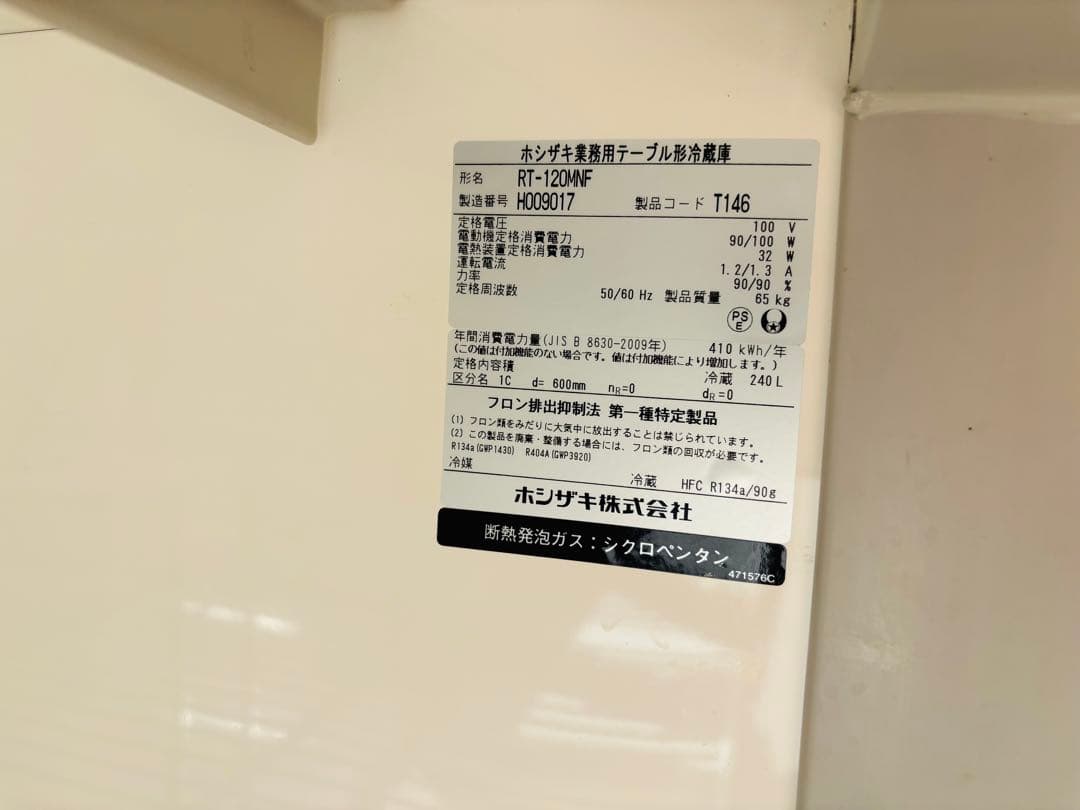 ホシザキ業務用テーブル形冷蔵庫
形名 RT-120MNF
製造番号 H009017 製品コード T146
定格電圧 100 V
電動機定格消費電力 90/100 W
電熱装置定格消費電力 32 W
運転電流 1.2/1.3 A
力率 90/90 %
定格周波数 50/60 Hz 製品質量 65 kg
PS
E
年間消費電力量(JIS B 8630-2009年) 410 kWh/年
(この値は付加機能のない場合です。値は付加機能により増加します。)
定格内容積 冷蔵 240 L
区分名 1C d= 600mm nR=0 dR=0
フロン排出抑制法 第一種特定製品
(1) フロン類をみだりに大気中に放出することは禁じられています。
(2) この製品を廃棄・整備する場合には、フロン類の回収が必要です。
R134a(GWP1430) R404A(GWP3920)
冷媒 冷蔵 HFC R134a/90g
ホシザキ株式会社
断熱発泡ガス：シクロペンタン
471576C